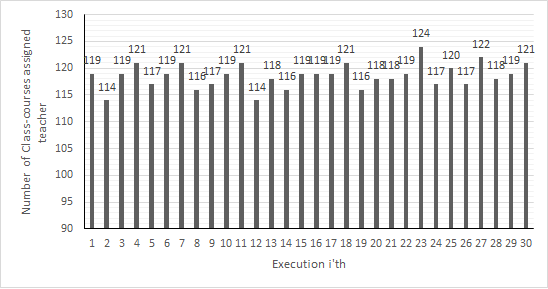 130
125
120
115
110
105
100
95
90
Number of Class-courses assigned
teacher
119 114 119 121 117 119 121 116 117 119 121 114 118 116 119 119 119 121 116 118 118 119 124 117 120 117 122 118 119 121
1 2 3 4 5 6 7 8 9 10 11 12 13 14 15 16 17 18 19 20 21 22 23 24 25 26 27 28 29 30
Execution i'th